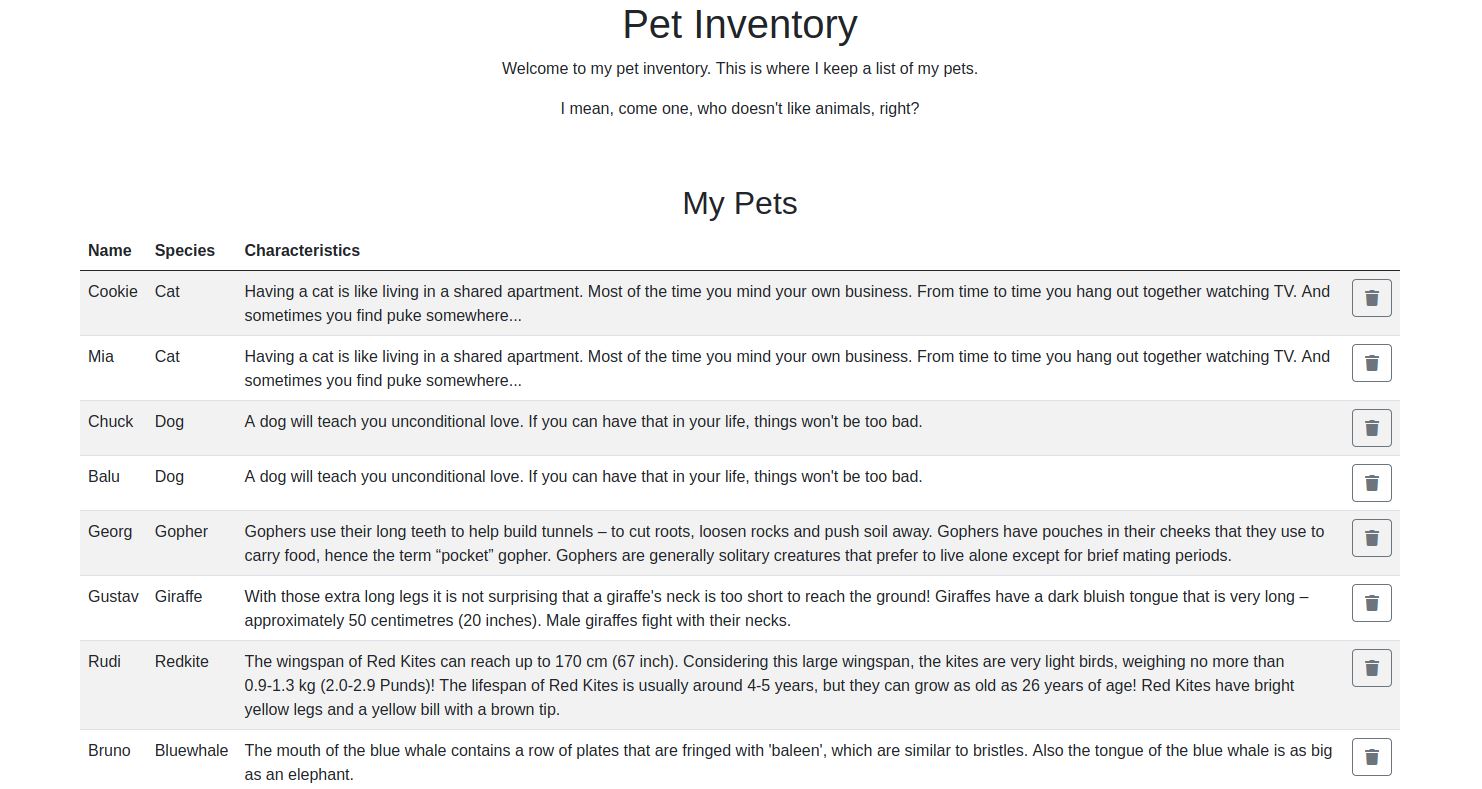 Pet Inventory
Welcome to my pet inventory. This is where I keep a list of my pets.
I mean, come one, who doesn't like animals, right?
My Pets
Name Species Characteristics
Cookie Cat Having a cat is like living in a shared apartment. Most of the time you mind your own business. From time to time you hang out together watching TV. And
sometimes you find puke somewhere...
Mia Cat Having a cat is like living in a shared apartment. Most of the time you mind your own business. From time to time you hang out together watching TV. And
sometimes you find puke somewhere...
Chuck Dog A dog will teach you unconditional love. If you can have that in your life, things won't be too bad.
Balu Dog A dog will teach you unconditional love. If you can have that in your life, things won't be too bad.
Georg Gopher Gophers use their long teeth to help build tunnels – to cut roots, loosen rocks and push soil away. Gophers have pouches in their cheeks that they use to
carry food, hence the term “pocket” gopher. Gophers are generally solitary creatures that prefer to live alone except for brief mating periods.
Gustav Giraffe With those extra long legs it is not surprising that a giraffe's neck is too short to reach the ground! Giraffes have a dark bluish tongue that is very long –
approximately 50 centimetres (20 inches). Male giraffes fight with their necks.
Rudi Redkite The wingspan of Red Kites can reach up to 170 cm (67 inch). Considering this large wingspan, the kites are very light birds, weighing no more than
0.9-1.3 kg (2.0-2.9 Punds)! The lifespan of Red Kites is usually around 4-5 years, but they can grow as old as 26 years of age! Red Kites have bright
yellow legs and a yellow bill with a brown tip.
Bruno Bluewhale The mouth of the blue whale contains a row of plates that are fringed with 'baleen', which are similar to bristles. Also the tongue of the blue whale is as big
as an elephant.